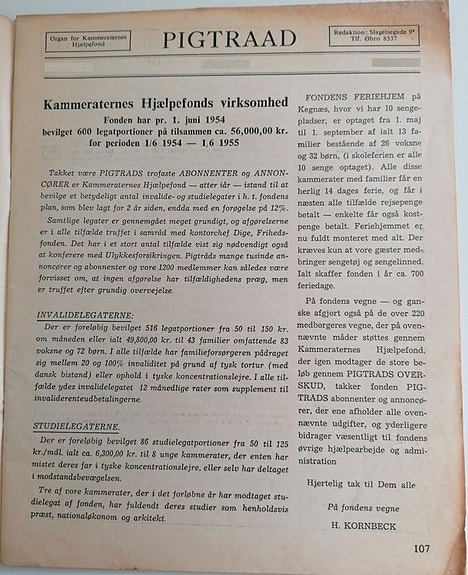 Organ for Kammeraternes
Hjælpefond
PIGTRAAD
Redaktion: Slagelsegade 9⁴
Tlf. Øbro 8537
Kammeraternes Hjælpefonds virksomhed
Fonden har pr. 1. juni 1954
bevilget 600 legatportioner på tilsammen ca. 56,000,00 kr.
for perioden 1/6 1954 — 1/6 1955
Takket være PIGTRADS trofaste ABONNENTER og ANNON-
CØRER er Kammeraternes Hjælpefond — atter iår — istand til at
bevilge et betydeligt antal invalide- og studielegater i h. t. fondens
plan, som blev lagt for 2 år siden, endda med en forøgelse på 12%.
Samtlige legater er gennemgået meget grundigt, og afgørelserne
er i alle tilfælde truffet i samråd med kontorchef Dige, Friheds-
fonden. Det har i et stort antal tilfælde vist sig nødvendigt også
at konferere med Ulykkesforsikringen. Pigtråds mange tusinde an-
noncører og abonnenter og vore 1200 medlemmer kan således være
forvisset om, at ingen afgørelse har tilfældighedens præg, men
er truffet efter grundig overvejelse.
INVALIDELEGATERNE:
Der er foreløbig bevilget 516 legatportioner fra 50 til 150 kr.
om måneden eller ialt 49,800,00 kr. til 43 familier omfattende 83
voksne og 72 børn. I alle tilfælde har familieforsørgeren pådraget
sig mellem 20 og 100% invaliditet på grund af tysk tortur (med
dansk bistand) eller ophold i tyske koncentrationslejre. I alle til-
fælde ydes invalidelegatet 12 månedlige rater som supplement til
invaliderenteudbetalingerne.
STUDIELEGATERNE.
Der er foreløbig bevilget 86 studielegatportioner fra 50 til 125
kr./mdl. ialt ca. 6,300,00 kr. til 8 unge kammerater, der enten har
mistet deres far i tyske koncentrationslejre, eller selv har deltaget
i modstandsbevægelsen.
Tre af vore kammerater, der i det forløbne år har modtaget stu-
dielegat af fonden, har fuldendt deres studier som henholdsvis
præst, nationaløkonom og arkitekt.
FONDENS FERIEHJEM på
Kegnæs, hvor vi har 10 senge-
pladser, er optaget fra 1. maj
til 1. september af ialt 13 fa-
milier bestående af 26 voksne
og 32 børn, (i skoleferien er alle
10 senge optaget). Alle disse
kammerater med familier får en
herlig 14 dages ferie, og får i
næsten alle tilfælde rejsepenge
betalt — enkelte får også kost-
penge betalt. Feriehjemmet er
nu fuldt monteret med alt. Der
kræves kun at vore gæster med-
bringer sengetøj og sengelinned.
Ialt skaffer fonden i år ca. 700
feriedage.
På fondens vegne — og gan-
ske afgjort også på de over 220
medborgeres vegne, der på oven-
nævnte måder støttes gennem
Kammeraternes Hjælpefond,
der igen modtager de store be-
løb gennem PIGTRADS OVER-
SKUD, takker fonden PIG-
TRADS abonnenter og annoncø-
rer, der ene afholder alle oven-
nævnte udgifter, og yderligere
bidrager væsentligt til fondens
øvrige hjælpearbejde og admi-
nistration
Hjertelig tak til Dem alle
På fondens vegne
H. KORNBECK
107